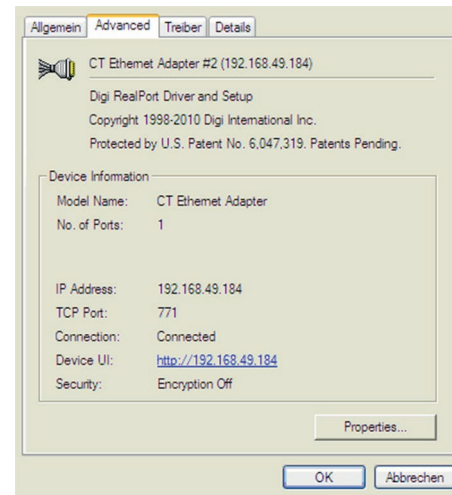 Allgemein Advanced Treiber Details
CT Ethernet Adapter #2 (192.168.49.184)
Digi RealPort Driver and Setup
Copyright 1998-2010 Digi International Inc.
Protected by U.S. Patent No. 6,047,319. Patents Pending.
Device Information
Model Name: CT Ethernet Adapter
No. of Ports: 1
IP Address: 192.168.49.184
TCP Port: 771
Connection: Connected
Device UI: http://192.168.49.184
Security: Encryption Off
Properties...
OK Abbrechen